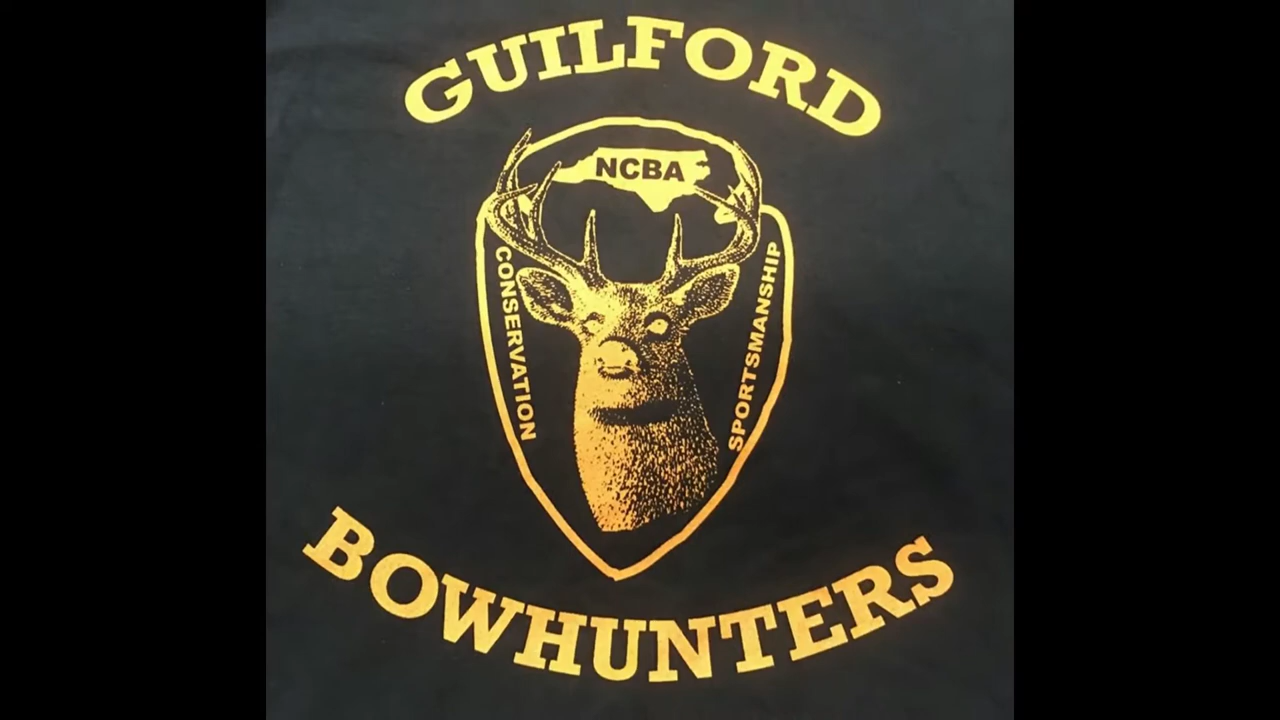 GUILFORD
NCBA
CONSERVATION
SPORTSMANSHIP
BOWHUNTERS